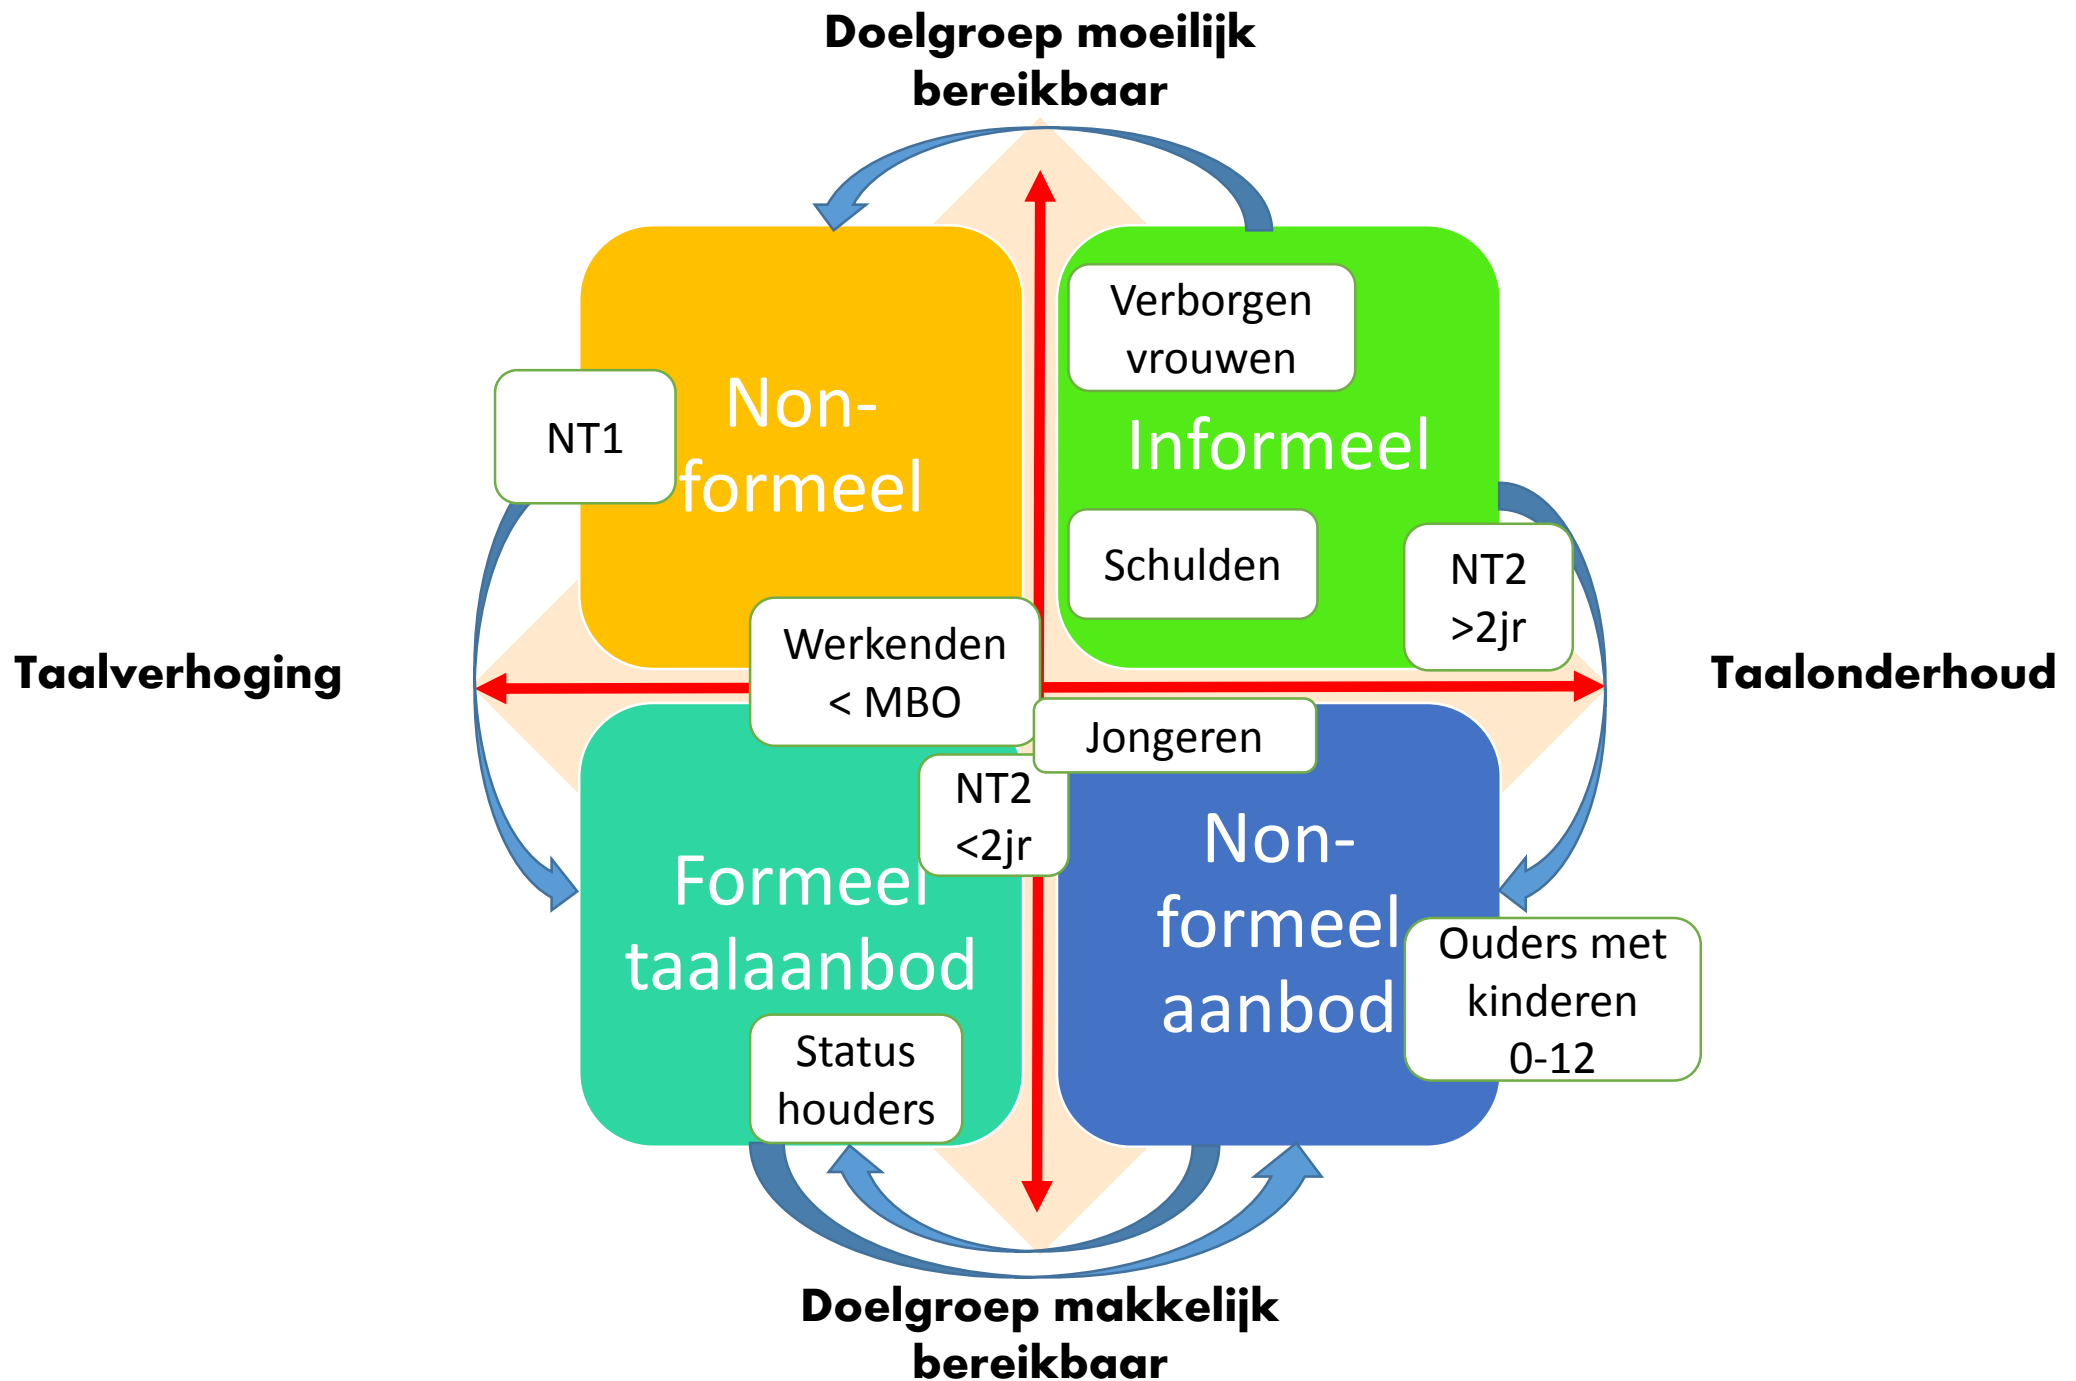 Doelgroep moeilijk
bereikbaar
Verborgen
vrouwen
Non-
formeel
NT1
Informeel
Schulden
NT2
>2jr
Werkenden
< MBO
Taalverhoging
Taalonderhoud
Jongeren
NT2
<2jr
Formeel
taalaanbod
Non-
formeel
aanbod
Ouders met
kinderen
0-12
Status
houders
Doelgroep makkelijk
bereikbaar